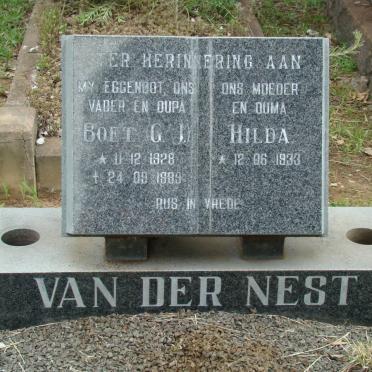 TER HERINNERING AAN
MY EGGENOOT, ONS
VADER EN OUPA
BOET G. J.
* 11.12.1928
+ 24.09.1989
ONS MOEDER
EN OUMA
HILDA
* 12.06.1933
RUS IN VREDE
VAN DER NEST